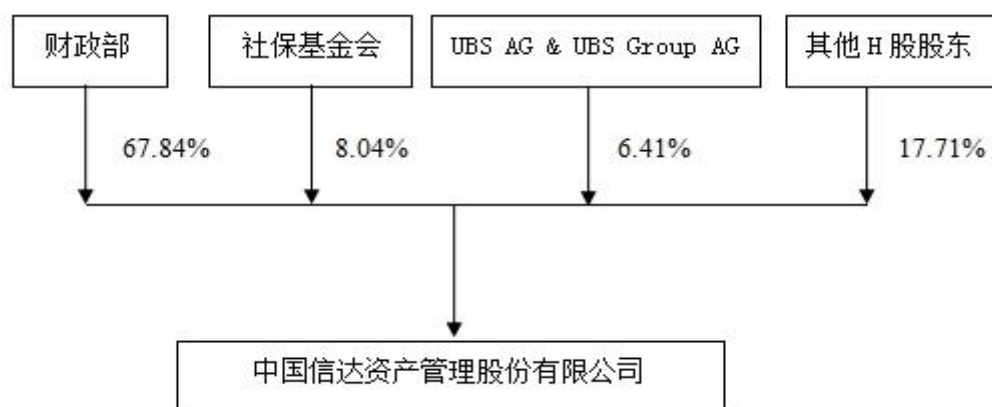 财政部
社保基金会
UBS AG & UBS Group AG
其他H股股东
67.84%
8.04%
6.41%
17.71%
中国信达资产管理股份有限公司